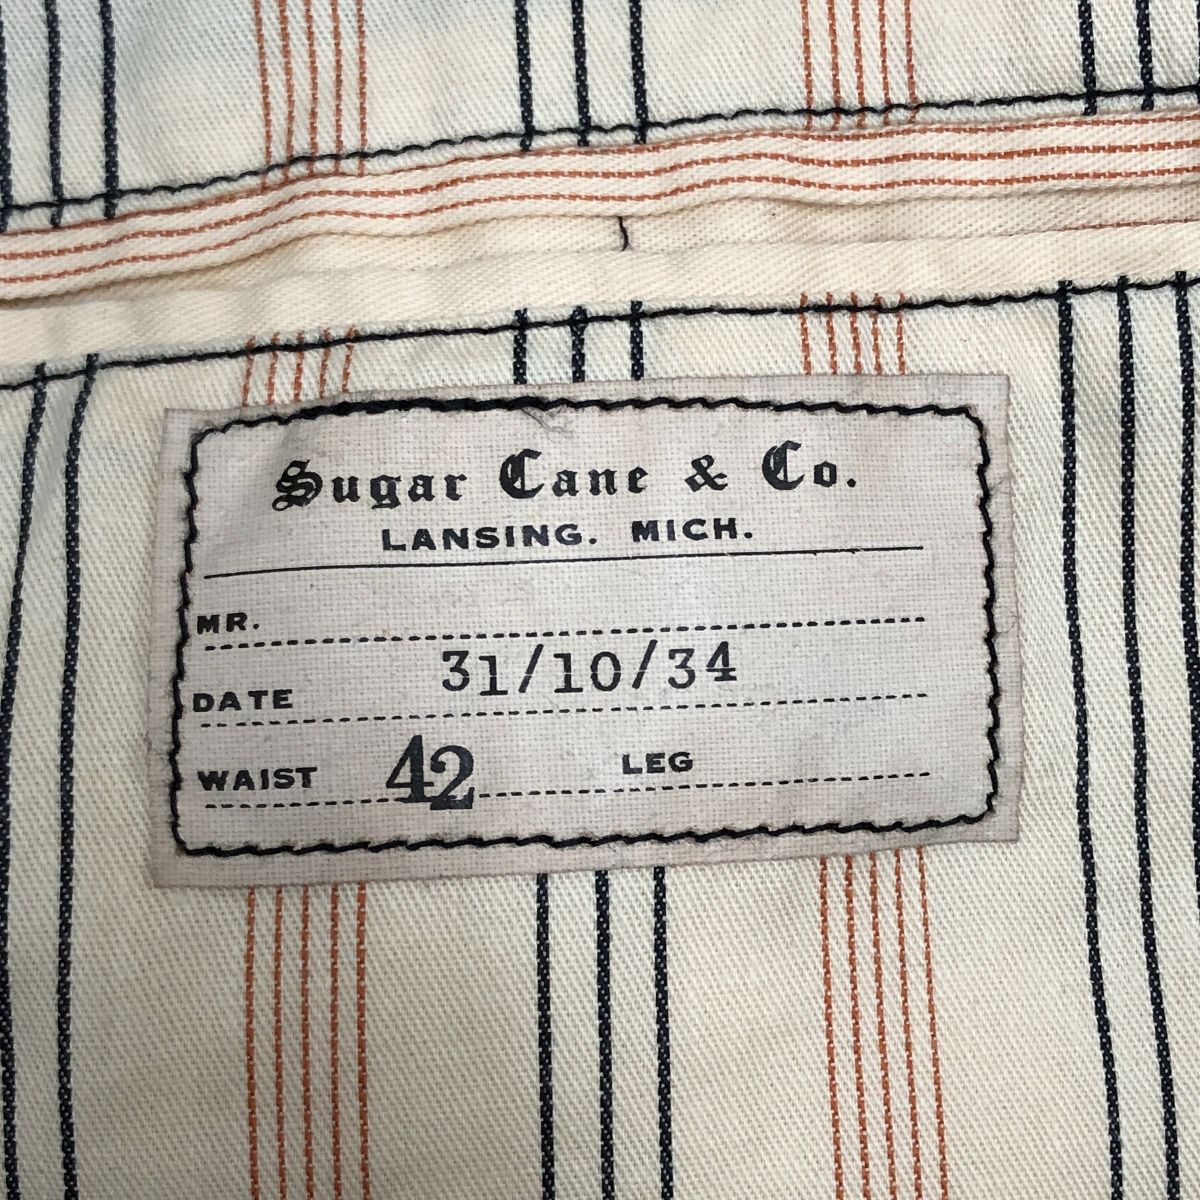 Sugar Cane & Co.
LANSING. MICH.
MR.
DATE 31/10/34
WAIST 42 LEG